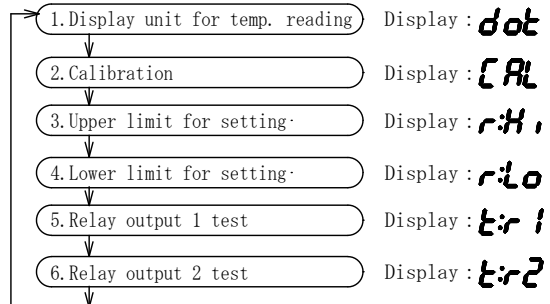 1.Display unit for temp. reading Display : dot
2.Calibration Display : CAL
3.Upper limit for setting· Display : r:Hi
4.Lower limit for setting· Display : r:Lo
5.Relay output 1 test Display : t:r1
6.Relay output 2 test Display : t:r2